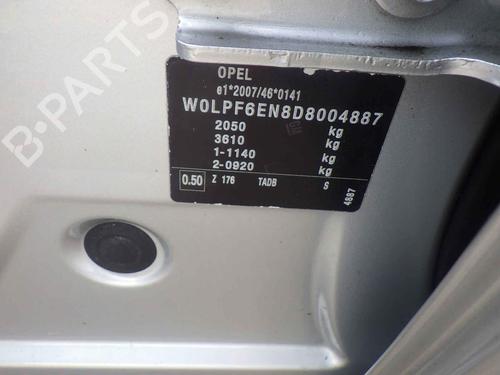 B-PARTS
OPEL
e1*2007/46*0141
W0LPF6EN8D8004887
2050 kg
3610 kg
1-1140 kg
2-0920 kg
0.50 Z 176 TADB S
4887